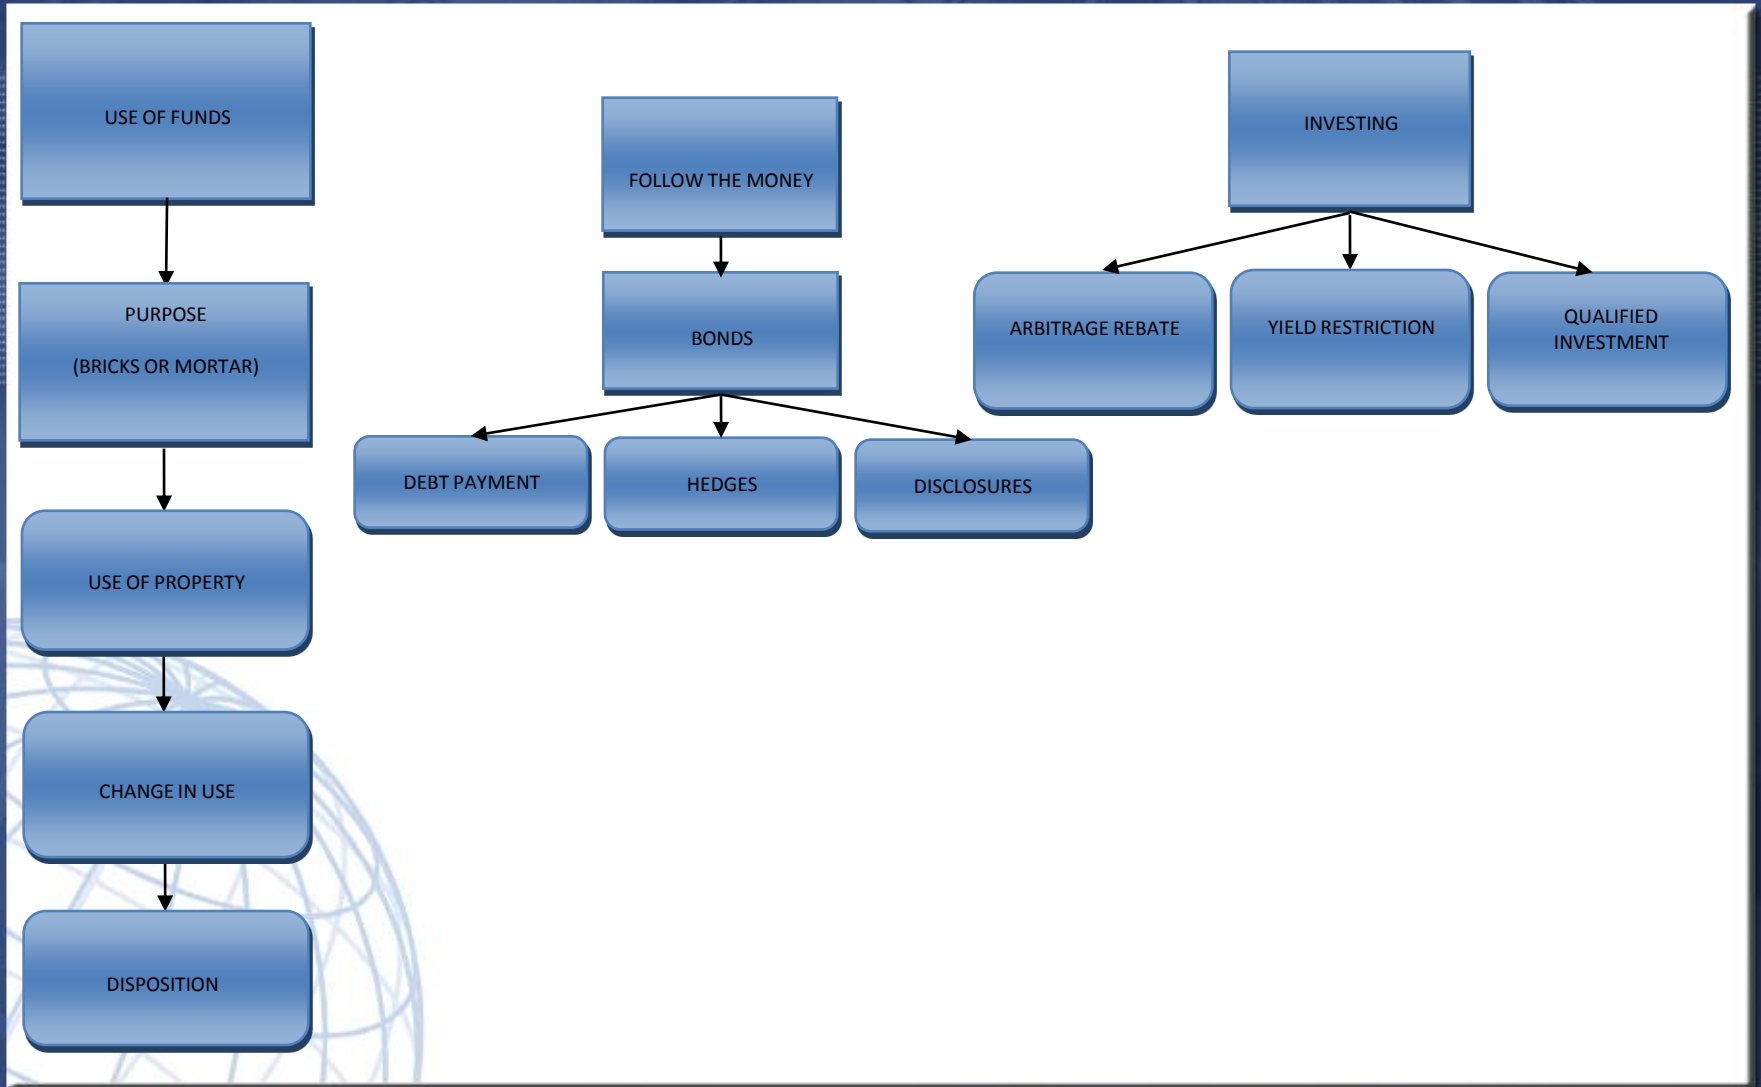 USE OF FUNDS
PURPOSE
(BRICKS OR MORTAR)
USE OF PROPERTY
CHANGE IN USE
DISPOSITION
FOLLOW THE MONEY
BONDS
DEBT PAYMENT
HEDGES
DISCLOSURES
INVESTING
ARBITRAGE REBATE
YIELD RESTRICTION
QUALIFIED
INVESTMENT